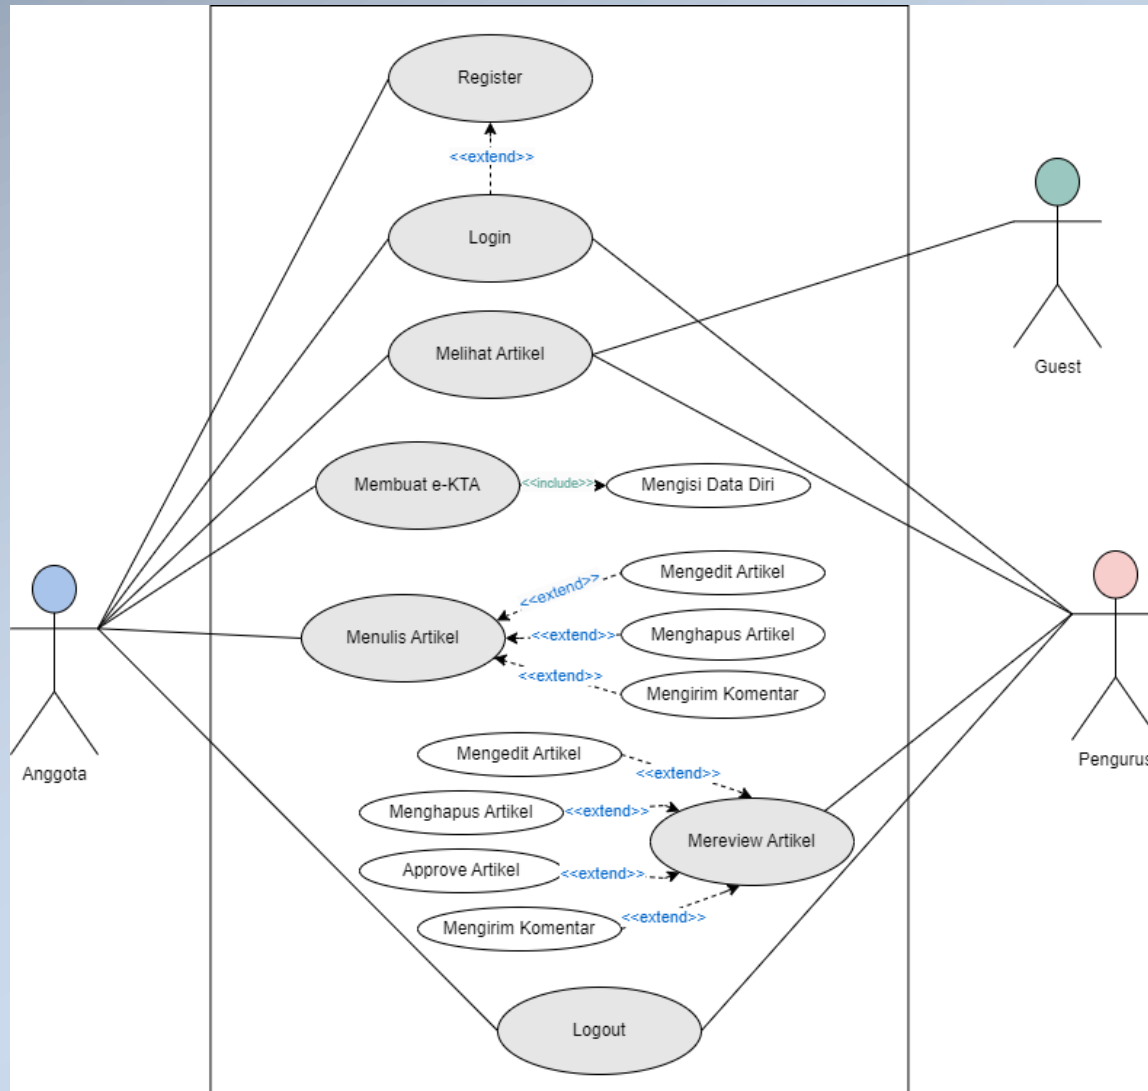 Register
<<extend>>
Login
Melihat Artikel
Guest
Membuat e-KTA
<<include>>
Mengisi Data Diri
Menulis Artikel
<<extend>>
Mengedit Artikel
<<extend>>
Menghapus Artikel
<<extend>>
Mengirim Komentar
Anggota
Pengurus
Mengedit Artikel
<<extend>>
Menghapus Artikel
<<extend>>
Mereview Artikel
Approve Artikel
<<extend>>
Mengirim Komentar
<<extend>>
Logout